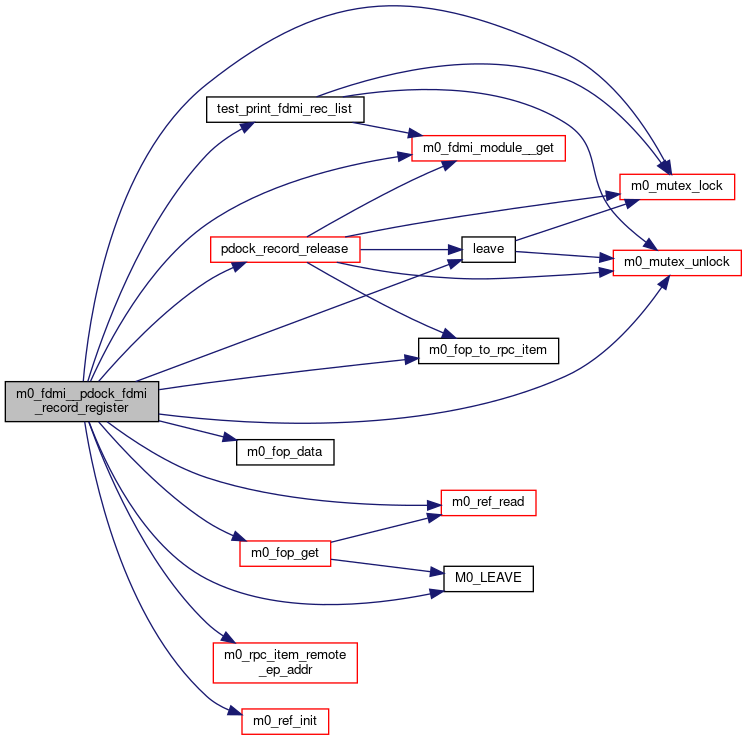 test_print_fdmi_rec_list
m0_fdmi_module__get
m0_mutex_lock
pdock_record_release
leave
m0_mutex_unlock
m0_fop_to_rpc_item
m0_fdmi__pdock_fdmi
_record_register
m0_fop_data
m0_ref_read
m0_fop_get
M0_LEAVE
m0_rpc_item_remote
_ep_addr
m0_ref_init